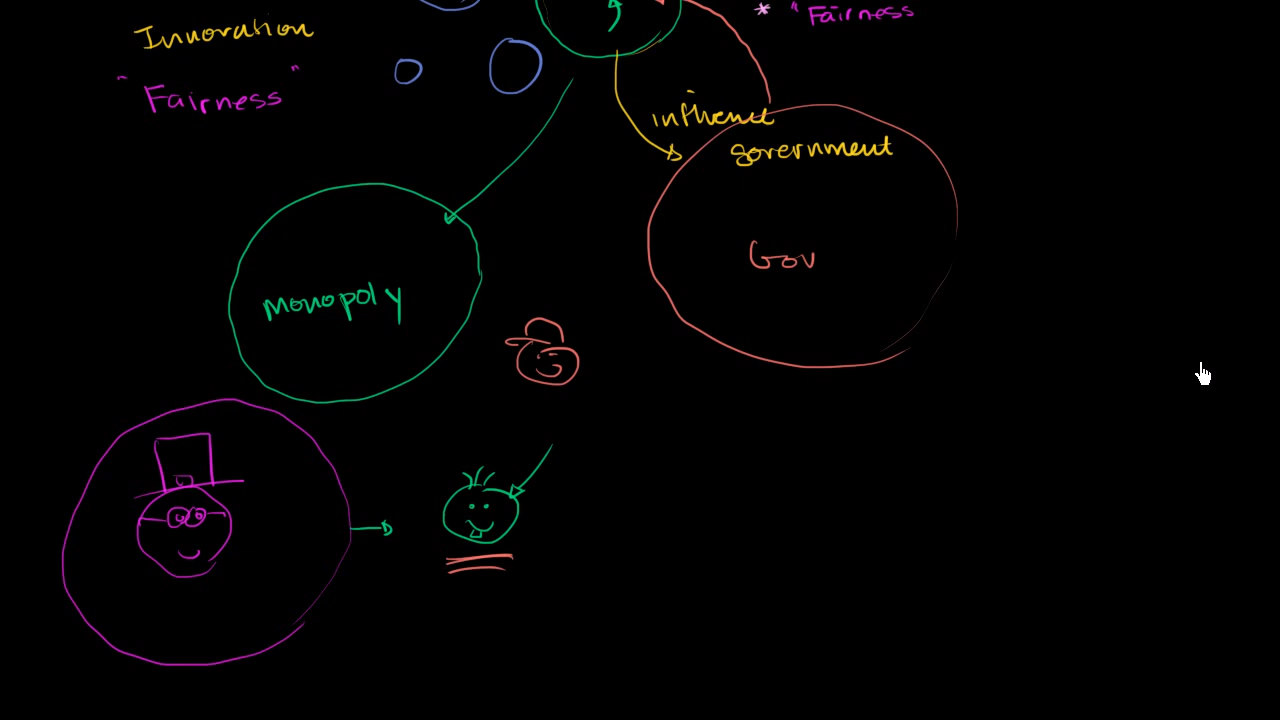 Innovation
* "Fairness
"Fairness"
influence
government
Gov
monopoly